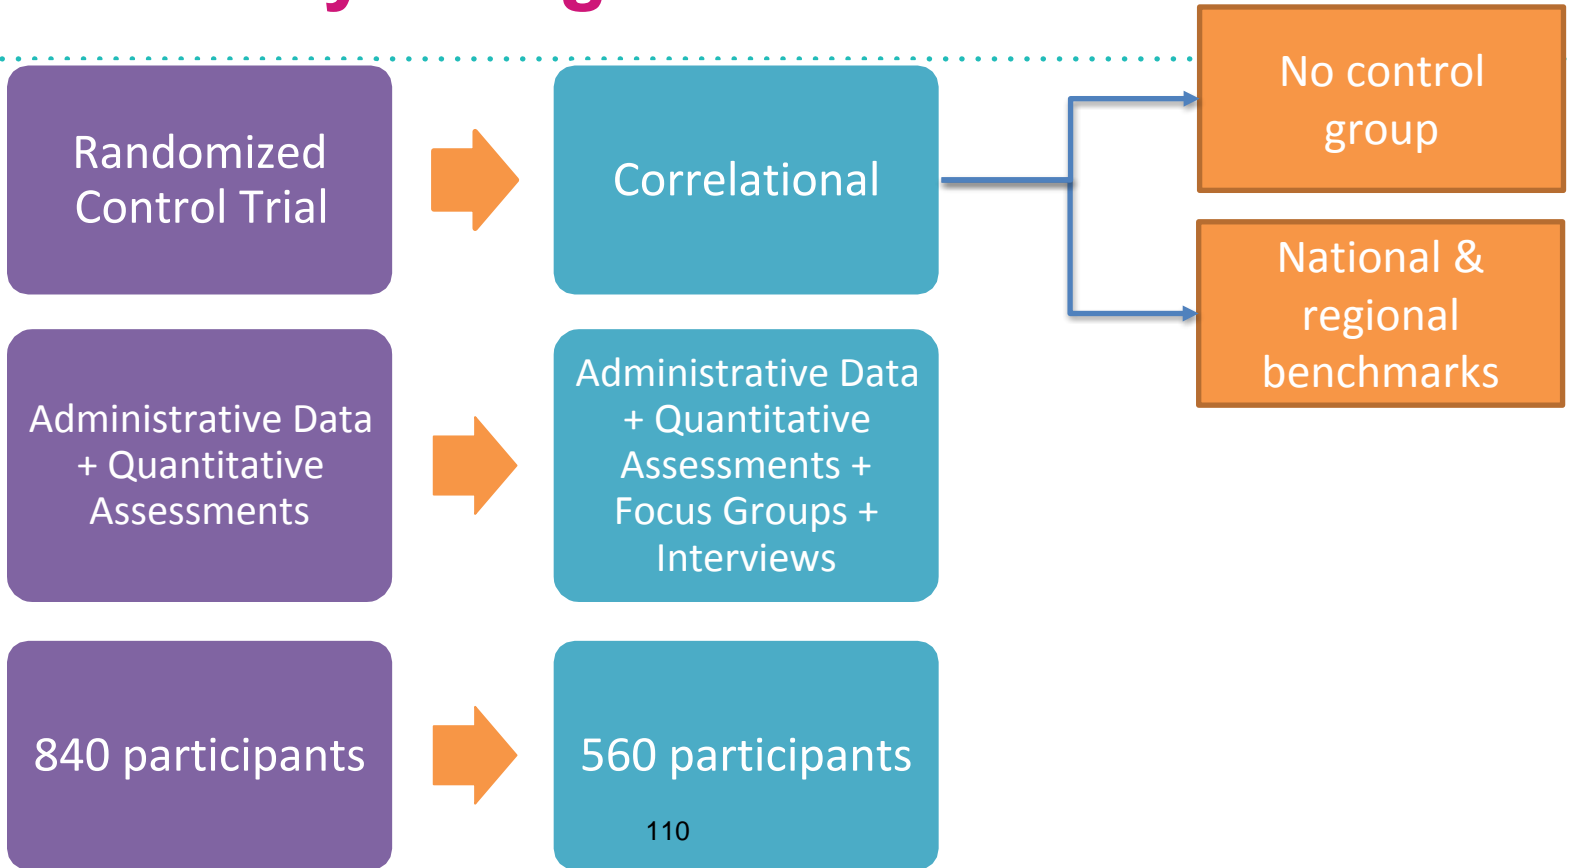 Randomized
Control Trial
Correlational
No control
group
National &
regional
benchmarks
Administrative Data
+ Quantitative
Assessments
Administrative Data
+ Quantitative
Assessments +
Focus Groups +
Interviews
840 participants
560 participants
110